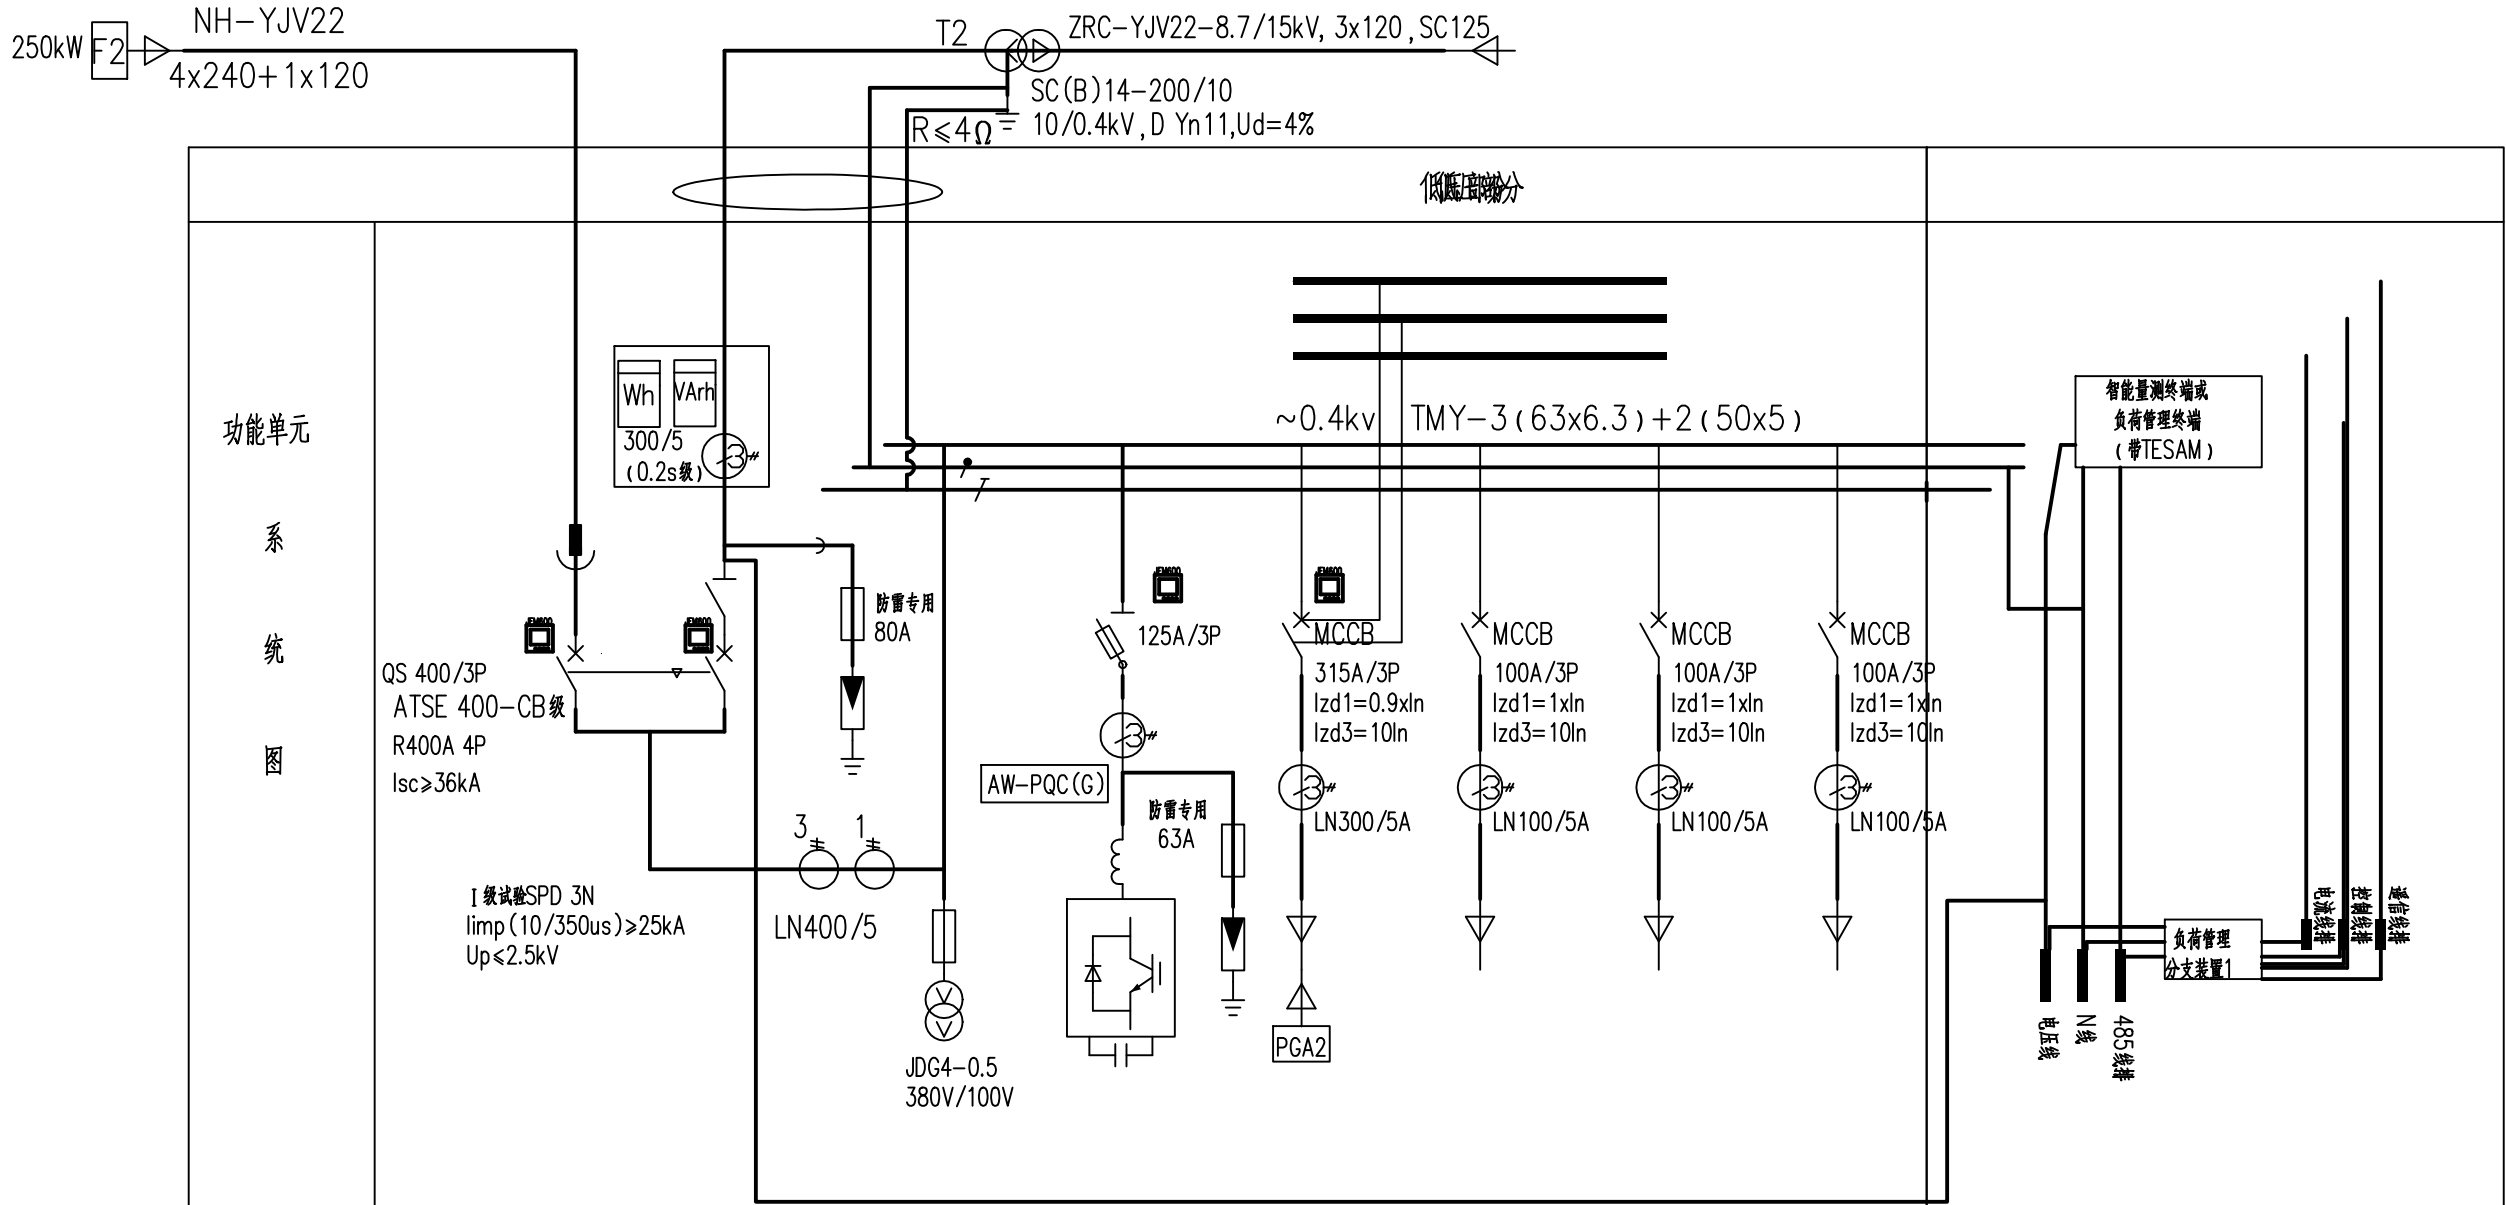 NH-YJV22
250kW F2
4x240+1x120
T2
ZRC-YJV22-8.7/15kV, 3x120, SC125
SC(B)14-200/10
10/0.4kV, D Yn11,Ud=4%
R≤4Ω
低压部分
Wh
VArh
300/5
(0.2s级)
功能单元
系
统
图
~0.4kv TMY-3(63x6.3)+2(50x5)
智能量测终端或
负荷管理终端
(带TESAM)
防雷专用
80A
125A/3P
QS 400/3P
ATSE 400-CB级
R400A 4P
Isc≥36kA
MCCB
315A/3P
Izd1=0.9xIn
Izd3=10In
LN300/5A
MCCB
100A/3P
Izd1=1xIn
Izd3=10In
LN100/5A
MCCB
100A/3P
Izd1=1xIn
Izd3=10In
LN100/5A
MCCB
100A/3P
Izd1=1xIn
Izd3=10In
LN100/5A
AW-PQC(G)
防雷专用
63A
3
1
LN400/5
I级试验SPD 3N
Iimp(10/350us)≥25kA
Up≤2.5kV
JDG4-0.5
380V/100V
PGA2
电流线排
控制线排
通信线排
负荷管理
分支装置1
电压线
N线
485线排